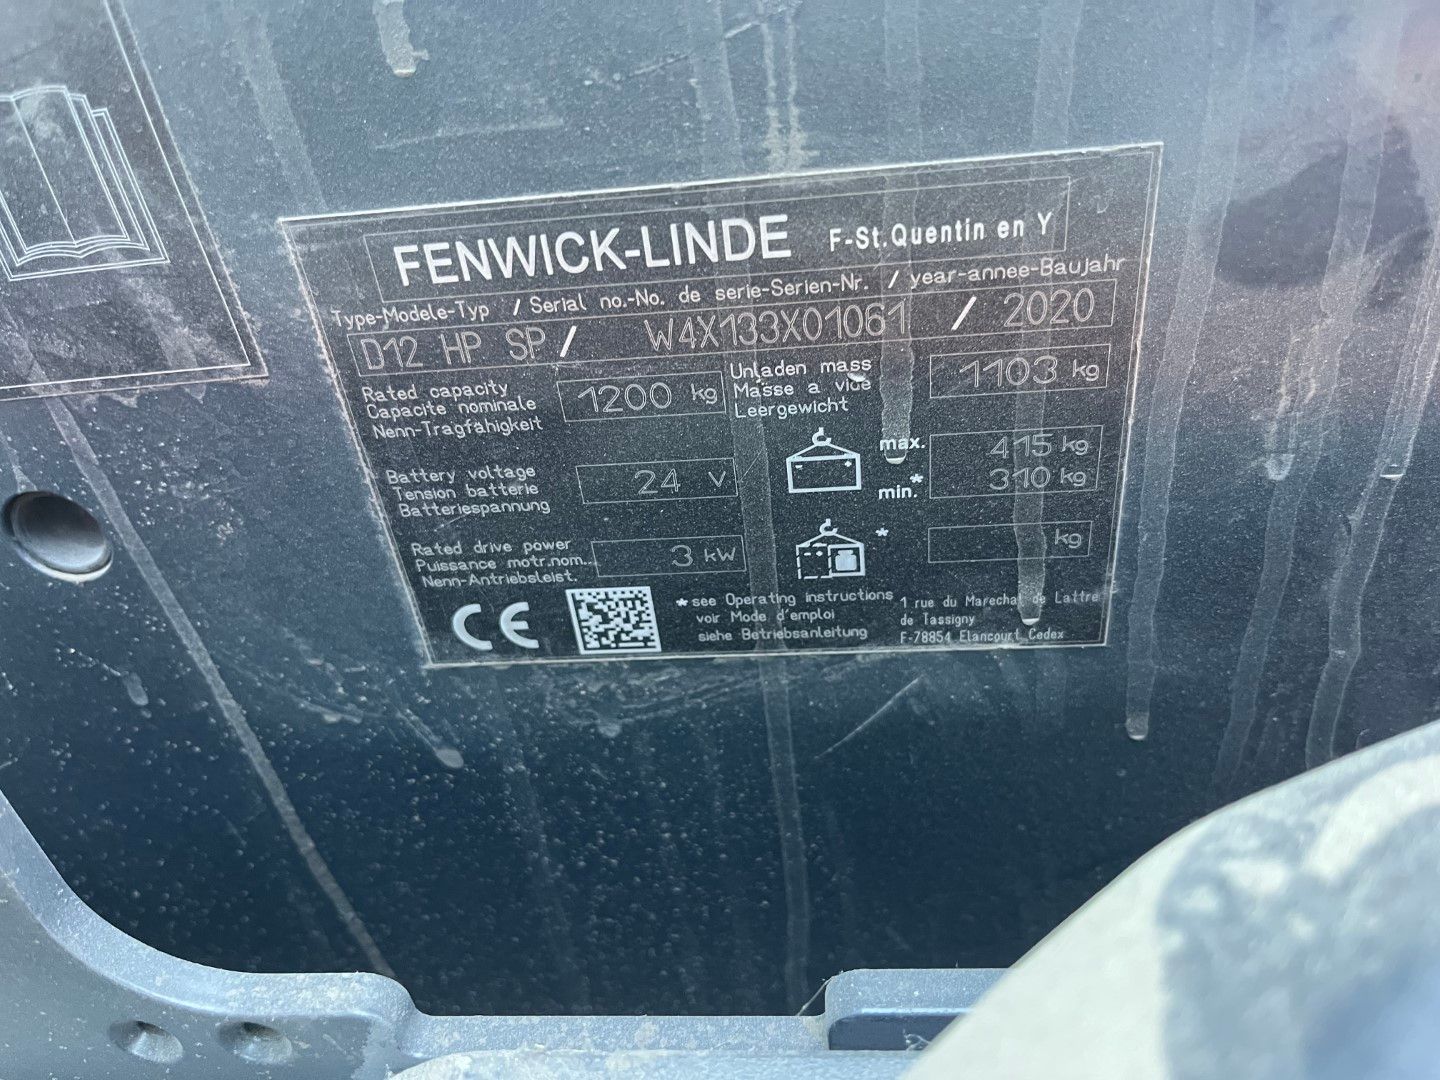 FENWICK-LINDE F-St.Quentin en Y
Type-Modele-Typ / Serial no.-No. de serie-Serien-Nr. / year-annee-Baujahr
D12 HP SP / W4X133X01061 / 2020
Rated capacity
Capacite nominale
Nenn-Tragfähigkeit
1200 kg
Unladen mass
Masse a vide
Leergewicht
1103 kg
Battery voltage
Tension batterie
Batteriespannung
24 V
max. 415 kg
min.* 310 kg
Rated drive power
Puissance motr.nom.
Nenn-Antriebsleist.
3 kW
* kg
CE
*see Operating instructions
voir Mode d'emploi
siehe Betriebsanleitung
1 rue du Marechal de Lattre
de Tassigny
F-78854 Elancourt Cedex